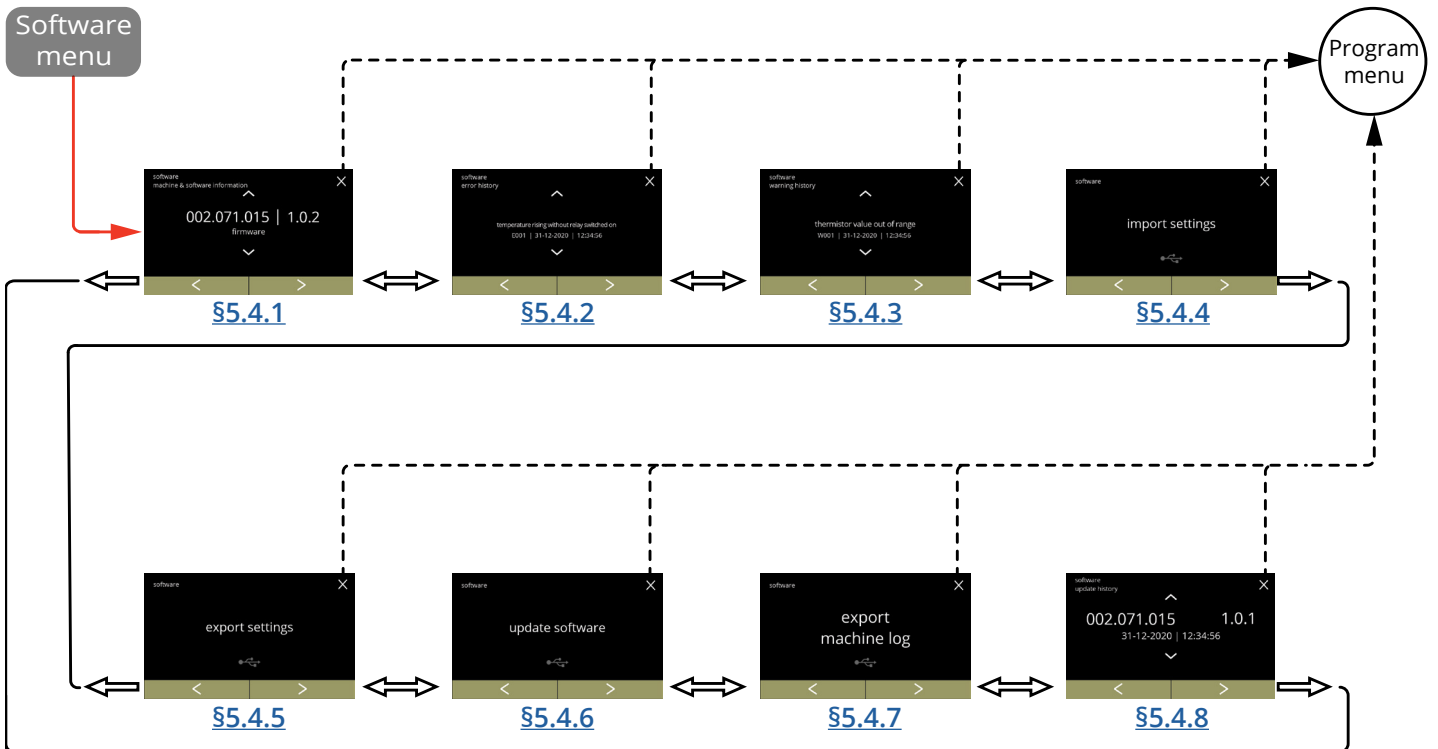 Software
menu
Program
menu
software
machine & software information
X
002.071.015 | 1.0.2
firmware
< >
§5.4.1
software
error history
X
temperature rising without relay switched on
E001 | 31-12-2020 | 12:34:56
< >
§5.4.2
software
warning history
X
thermistor value out of range
W001 | 31-12-2020 | 12:34:56
< >
§5.4.3
software
X
import settings
< >
§5.4.4
software
X
export settings
< >
§5.4.5
software
X
update software
< >
§5.4.6
software
X
export
machine log
< >
§5.4.7
software
update history
X
002.071.015 1.0.1
31-12-2020 | 12:34:56
< >
§5.4.8